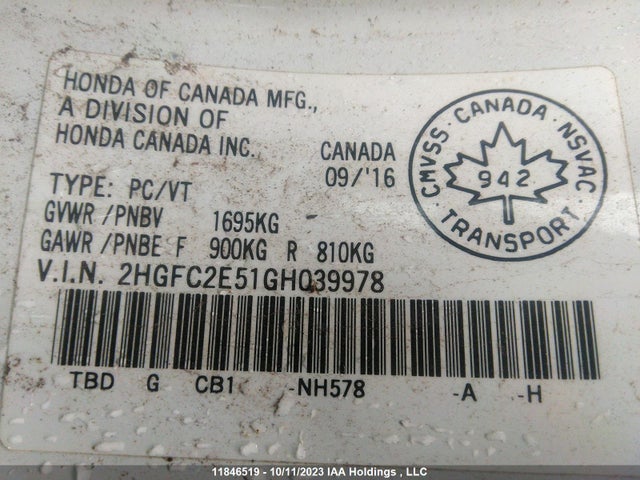 HONDA OF CANADA MFG.,
A DIVISION OF
HONDA CANADA INC.
CANADA
09/'16
TYPE: PC/VT
GVWR /PNBV 1695KG
GAWR /PNBE F 900KG R 810KG
V.I.N. 2HGFC2E51GH039978
TBD G CB1 -NH578 -A -H
CMVSS · CANADA · NSVAC
942
· TRANSPORT ·
11846519 - 10/11/2023 IAA Holdings , LLC